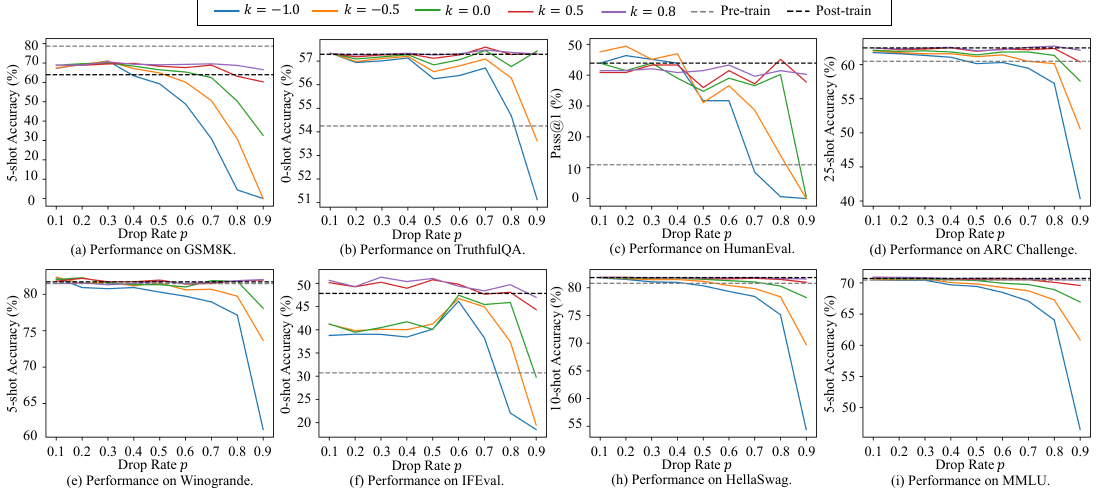 k = −1.0 k = −0.5 k = 0.0 k = 0.5 k = 0.8 Pre-train Post-train
5-shot Accuracy (%)
80
70
60
50
40
30
20
10
0
0.1 0.2 0.3 0.4 0.5 0.6 0.7 0.8 0.9
Drop Rate p
(a) Performance on GSM8K.
0-shot Accuracy (%)
57
56
55
54
53
52
51
0.1 0.2 0.3 0.4 0.5 0.6 0.7 0.8 0.9
Drop Rate p
(b) Performance on TruthfulQA.
Pass@1 (%)
50
40
30
20
10
0
0.1 0.2 0.3 0.4 0.5 0.6 0.7 0.8 0.9
Drop Rate p
(c) Performance on HumanEval.
25-shot Accuracy (%)
60
55
50
45
40
0.1 0.2 0.3 0.4 0.5 0.6 0.7 0.8 0.9
Drop Rate p
(d) Performance on ARC Challenge.
5-shot Accuracy (%)
80
75
70
65
60
0.1 0.2 0.3 0.4 0.5 0.6 0.7 0.8 0.9
Drop Rate p
(e) Performance on Winogrande.
0-shot Accuracy (%)
50
40
30
20
0.1 0.2 0.3 0.4 0.5 0.6 0.7 0.8 0.9
Drop Rate p
(f) Performance on IFEval.
10-shot Accuracy (%)
80
75
70
65
60
55
0.1 0.2 0.3 0.4 0.5 0.6 0.7 0.8 0.9
Drop Rate p
(h) Performance on HellaSwag.
5-shot Accuracy (%)
70
65
60
55
50
0.1 0.2 0.3 0.4 0.5 0.6 0.7 0.8 0.9
Drop Rate p
(i) Performance on MMLU.